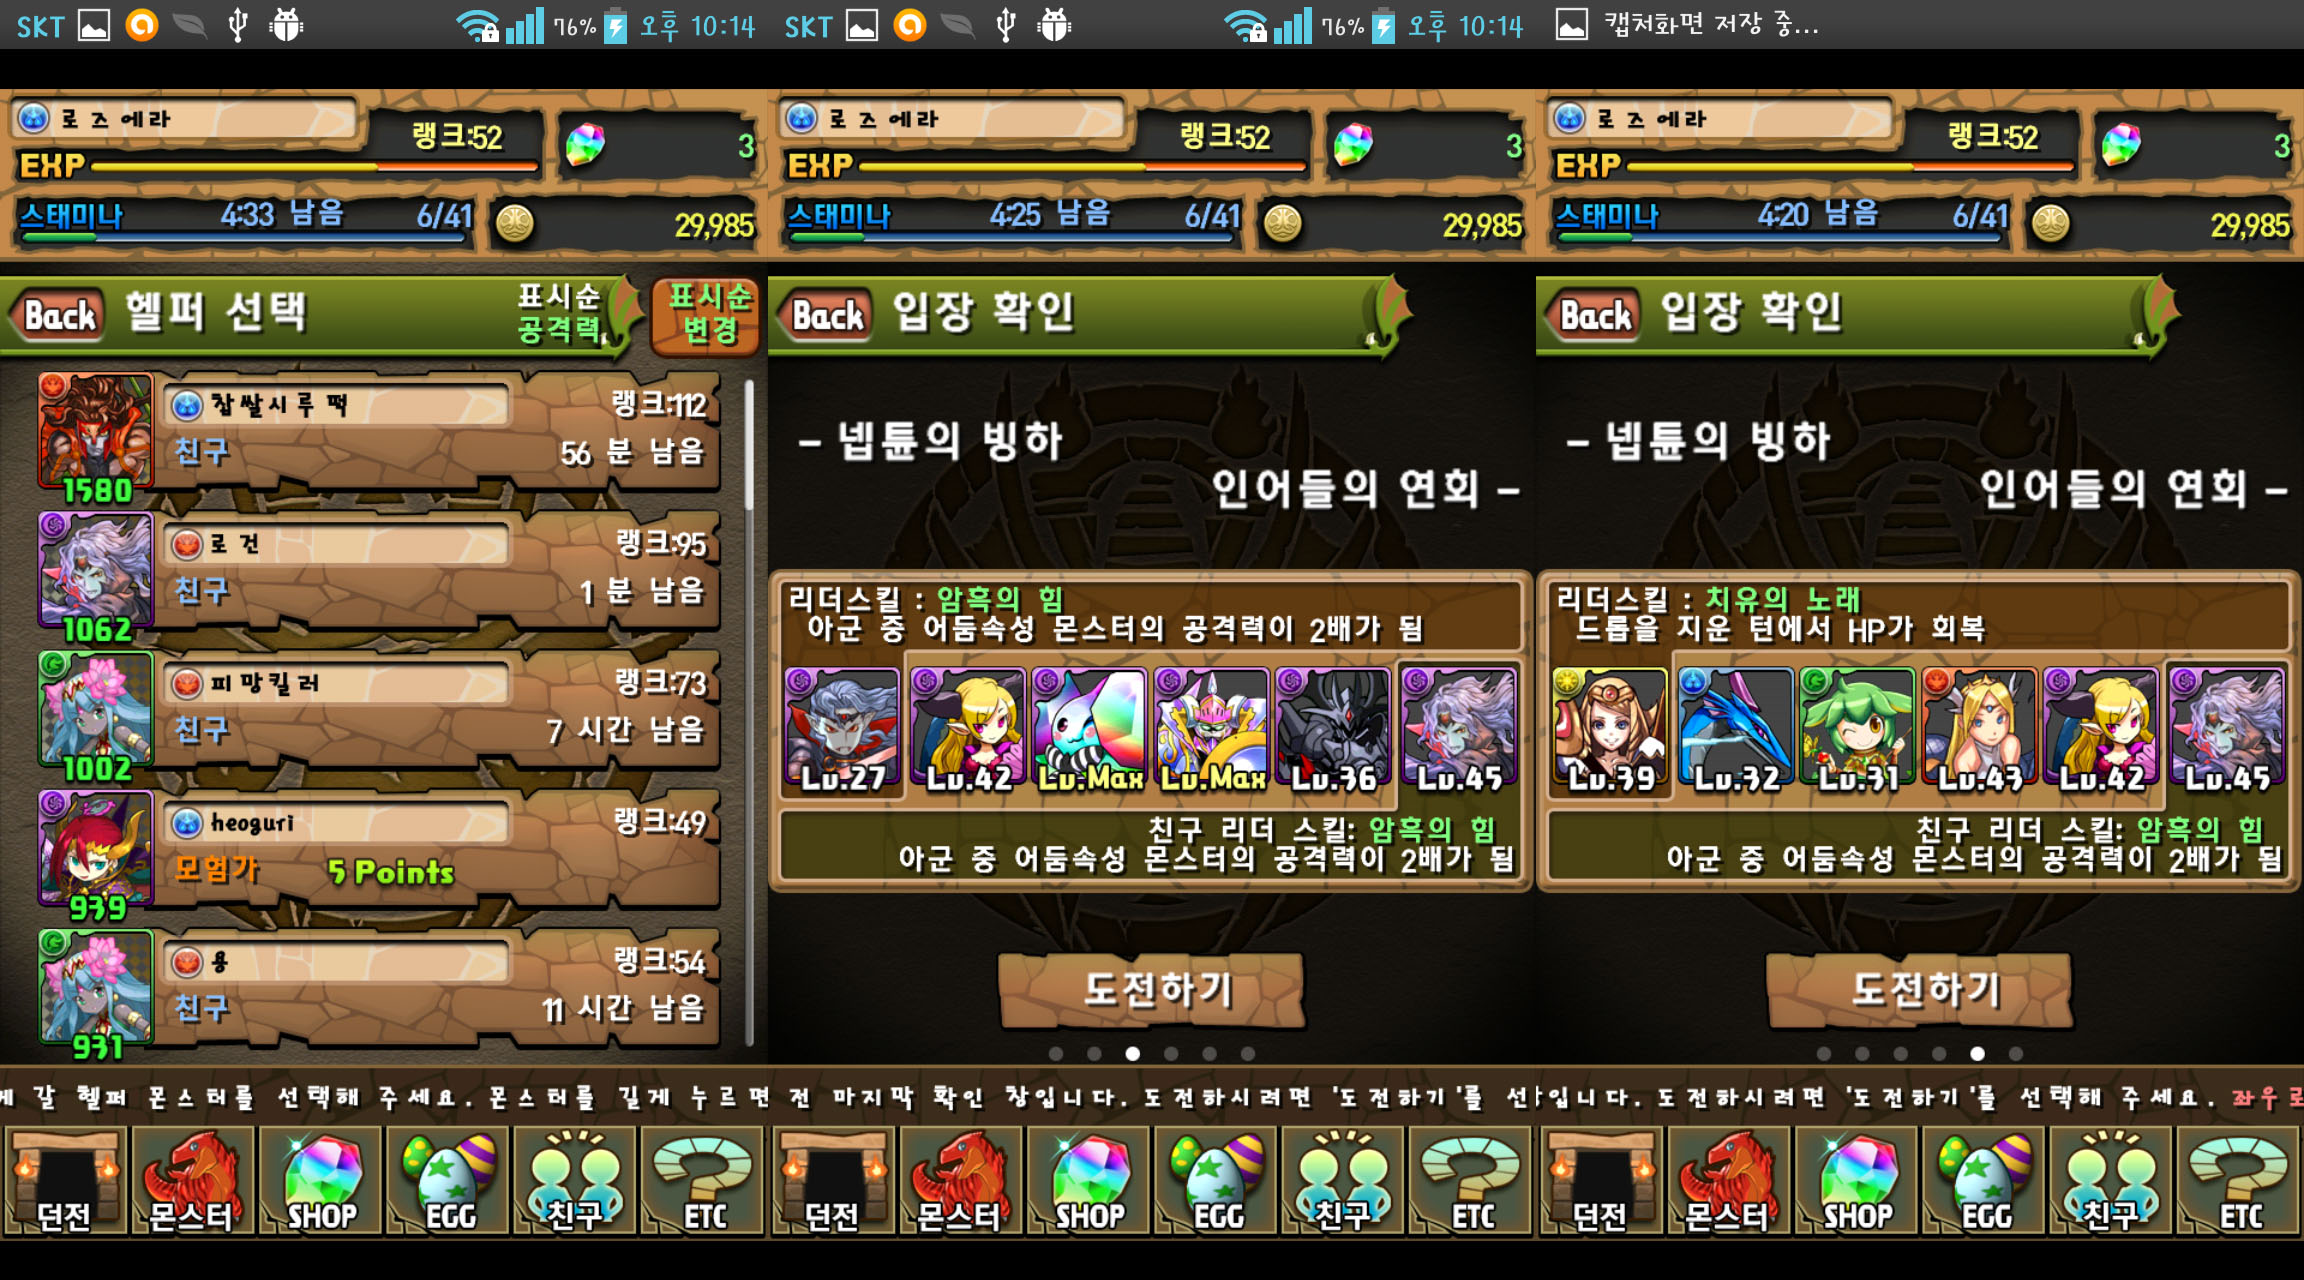 SKT 76% 오후 10:14
로즈에라
랭크:52
3
EXP
스태미나 4:33 남음 6/41
29,985
Back 헬퍼 선택
표시순
공격력
표시순
변경
찹쌀시루떡 랭크:112
친구 56 분 남음
1580
로건 랭크:95
친구 1 분 남음
1062
피망킬러 랭크:73
친구 7 시간 남음
1002
heoguri 랭크:49
모험가 5 Points
939
용 랭크:54
친구 11 시간 남음
931
게 갈 헬퍼 몬스터를 선택해 주세요. 몬스터를 길게 누르면
던전 몬스터 SHOP EGG 친구 ETC
SKT 76% 오후 10:14
로즈에라
랭크:52
3
EXP
스태미나 4:25 남음 6/41
29,985
Back 입장 확인
- 넵튠의 빙하
인어들의 연회 -
리더스킬 : 암흑의 힘
아군 중 어둠속성 몬스터의 공격력이 2배가 됨
Lv.27 Lv.42 Lv.Max Lv.Max Lv.36 Lv.45
친구 리더 스킬: 암흑의 힘
아군 중 어둠속성 몬스터의 공격력이 2배가 됨
도전하기
전 마지막 확인 창입니다. 도전하시려면 '도전하기'를 선
던전 몬스터 SHOP EGG 친구 ETC
캡처화면 저장 중...
로즈에라
랭크:52
3
EXP
스태미나 4:20 남음 6/41
29,985
Back 입장 확인
- 넵튠의 빙하
인어들의 연회 -
리더스킬 : 치유의 노래
드롭을 지운 턴에서 HP가 회복
Lv.39 Lv.32 Lv.31 Lv.43 Lv.42 Lv.45
친구 리더 스킬: 암흑의 힘
아군 중 어둠속성 몬스터의 공격력이 2배가 됨
도전하기
입니다. 도전하시려면 '도전하기'를 선택해 주세요. 좌우로
던전 몬스터 SHOP EGG 친구 ETC